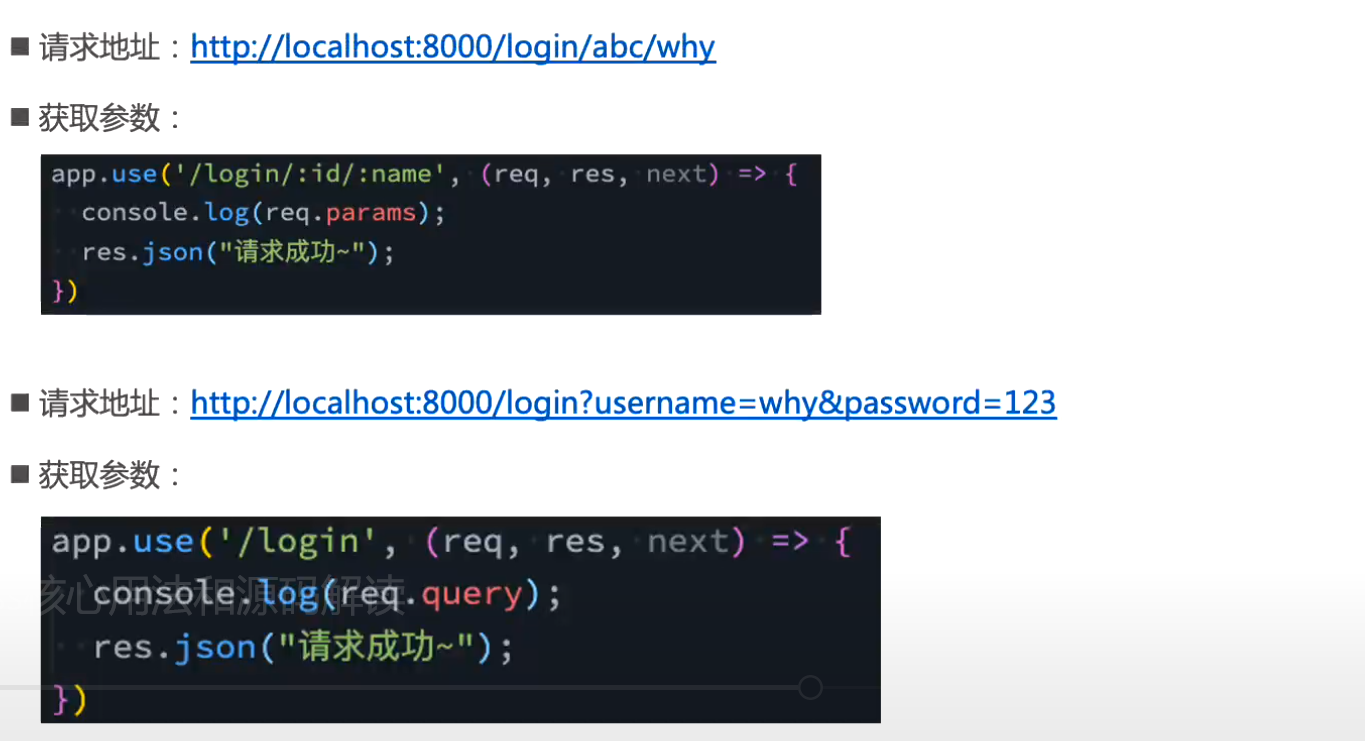 ■ 请求地址：http://localhost:8000/login/abc/why
■ 获取参数：
app.use('/login/:id/:name', (req, res, next) => {
  console.log(req.params);
  res.json("请求成功~");
})
■ 请求地址：http://localhost:8000/login?username=why&password=123
■ 获取参数：
app.use('/login', (req, res, next) => {
  console.log(req.query);
核心用法和源码解读
  res.json("请求成功~");
})